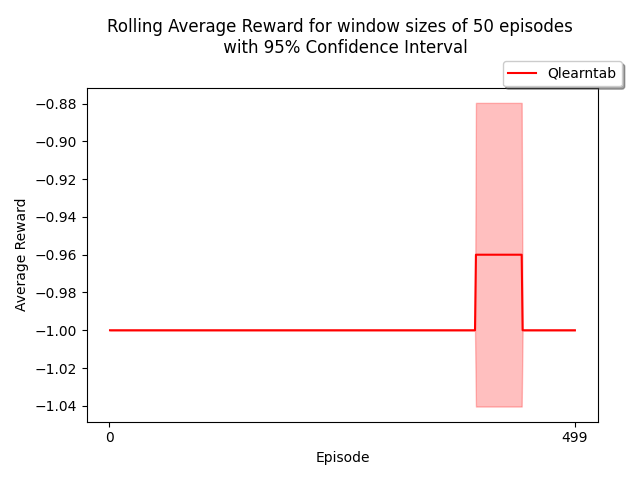 Rolling Average Reward for window sizes of 50 episodes
with 95% Confidence Interval
Qlearntab
−0.88
−0.90
−0.92
−0.94
−0.96
−0.98
−1.00
−1.02
−1.04
Average Reward
0
499
Episode